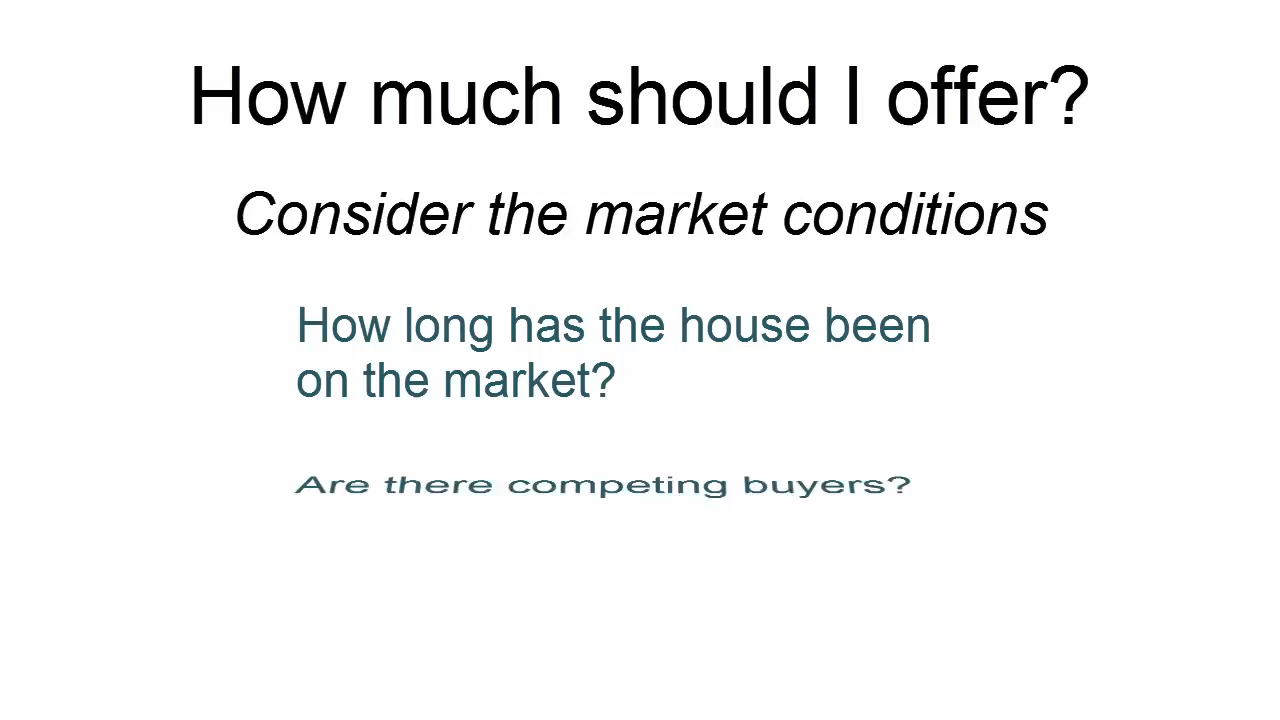 How much should I offer?
Consider the market conditions
How long has the house been
on the market?
Are there competing buyers?